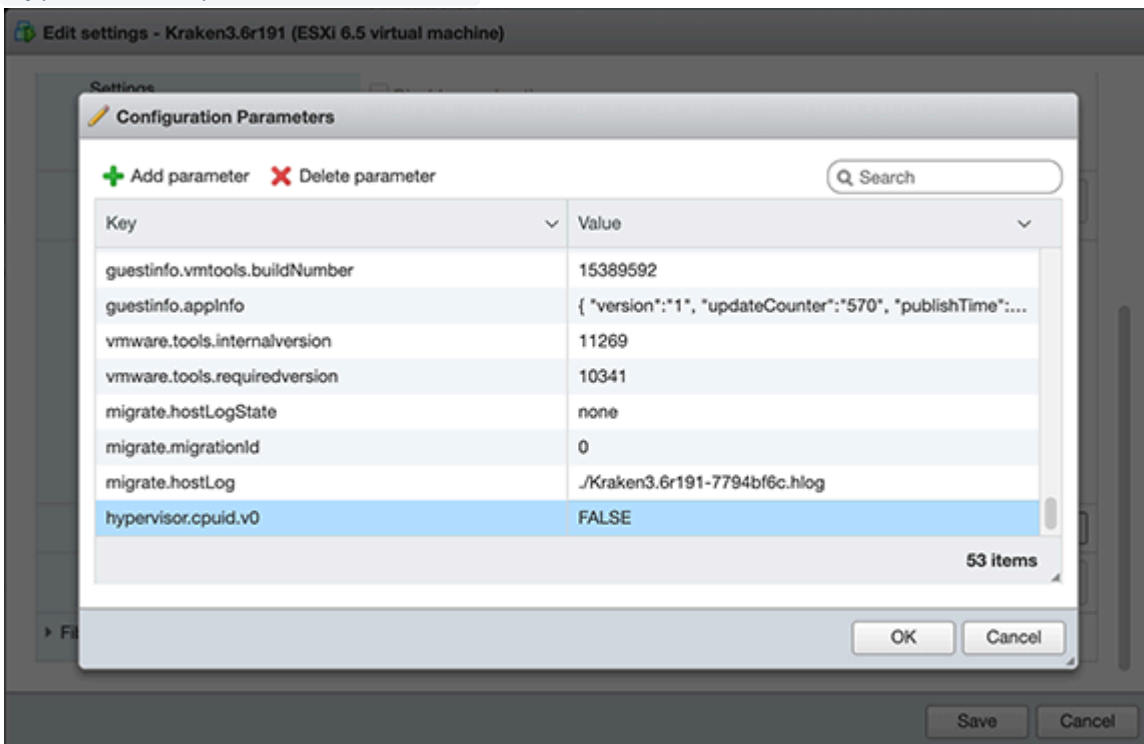 Edit settings - Kraken3.6r191 (ESXi 6.5 virtual machine)
Settings
Configuration Parameters
Add parameter Delete parameter Search
Key Value
guestinfo.vmtools.buildNumber 15389592
guestinfo.appInfo { "version":"1", "updateCounter":"570", "publishTime":...
vmware.tools.internalversion 11269
vmware.tools.requiredversion 10341
migrate.hostLogState none
migrate.migrationId 0
migrate.hostLog ./Kraken3.6r191-7794bf6c.hlog
hypervisor.cpuid.v0 FALSE
53 items
OK Cancel
Save Cancel